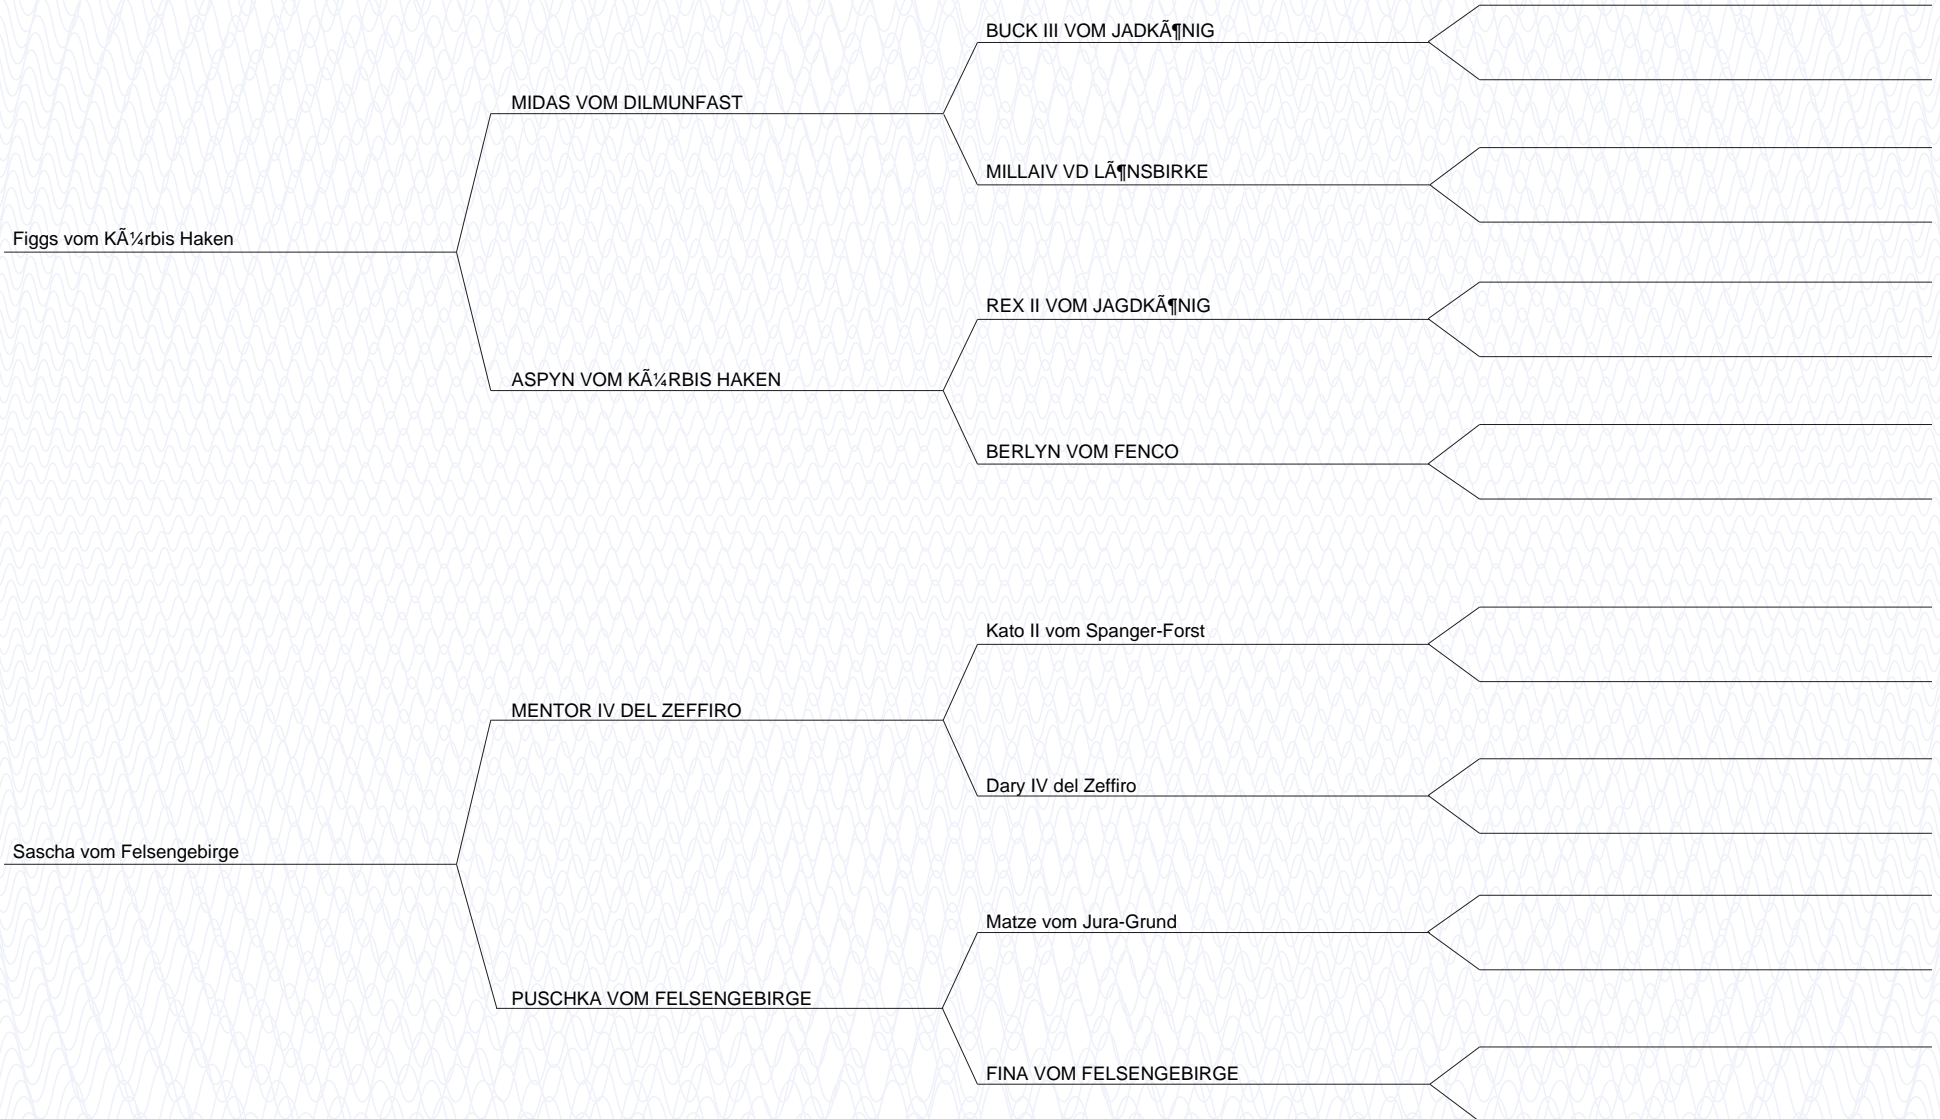 BUCK III VOM JADKÃ¶NIG
MIDAS VOM DILMUNFAST
MILLAIV VD LÃ¶NSBIRKE
Figgs vom KÃ¼rbis Haken
REX II VOM JAGDKÃ¶NIG
ASPYN VOM KÃ¼RBIS HAKEN
BERLYN VOM FENCO
Kato II vom Spanger-Forst
MENTOR IV DEL ZEFFIRO
Dary IV del Zeffiro
Sascha vom Felsengebirge
Matze vom Jura-Grund
PUSCHKA VOM FELSENGEBIRGE
FINA VOM FELSENGEBIRGE